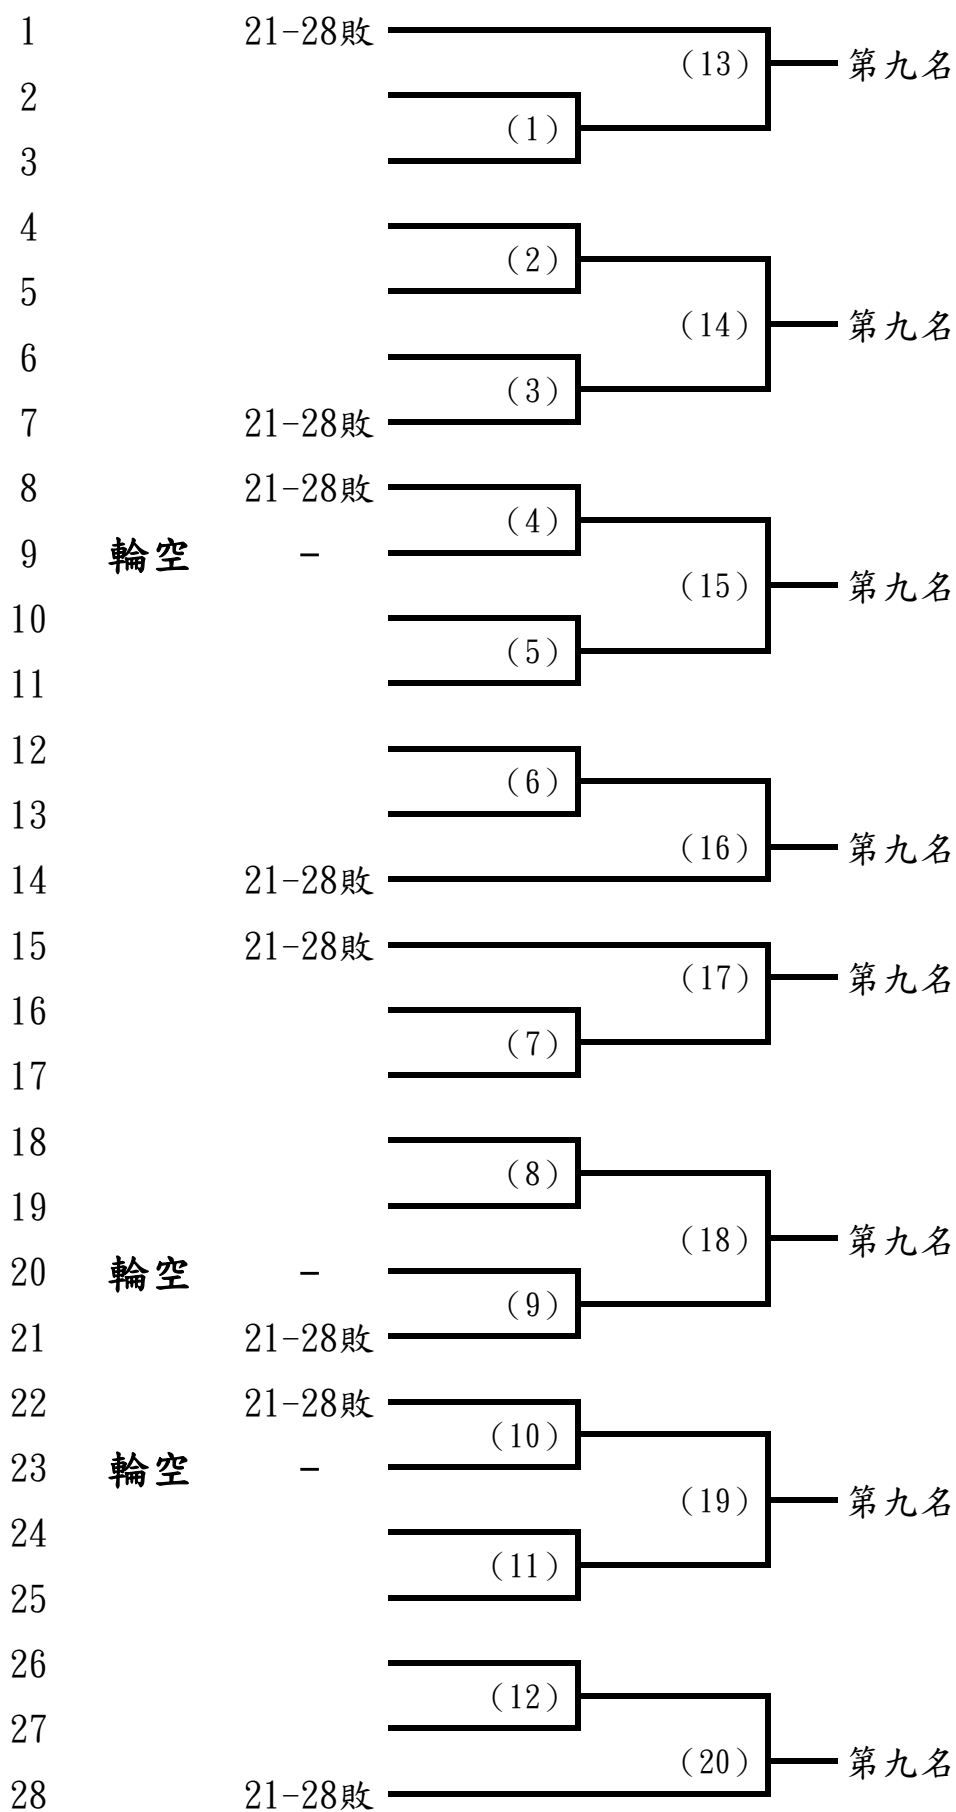 1 21-28敗
(13) 第九名
2
(1)
3
4
(2)
5
(14) 第九名
6
(3)
7 21-28敗
8 21-28敗
(4)
9 輪空 -
(15) 第九名
10
(5)
11
12
(6)
13
(16) 第九名
14 21-28敗
15 21-28敗
(17) 第九名
16
(7)
17
18
(8)
19
(18) 第九名
20 輪空 -
(9)
21 21-28敗
22 21-28敗
(10)
23 輪空 -
(19) 第九名
24
(11)
25
26
(12)
27
(20) 第九名
28 21-28敗